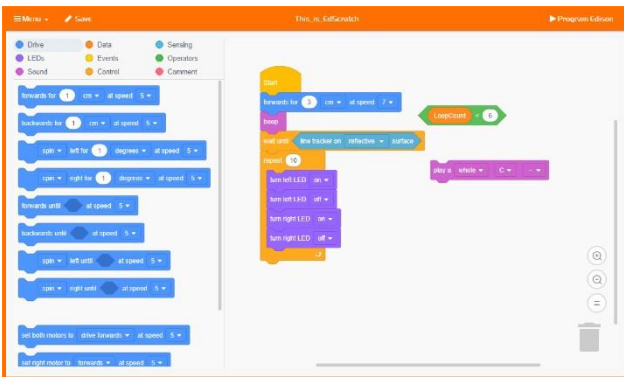 Menu Save This_is_EdScratch Program Edison
Drive Data Sensing
LEDs Events Operators
Sound Control Comment
forwards for 1 cm at speed 5
backwards for 1 cm at speed 5
spin left for 1 degrees at speed 5
spin right for 1 degrees at speed 5
forwards until at speed 5
backwards until at speed 5
spin left until at speed 5
spin right until at speed 5
set both motors to drive forwards at speed 5
set right motor to forwards at speed 5
Start
forwards for 3 cm at speed 7
beep
wait until line tracker on reflective surface
repeat 10
turn left LED on
turn left LED off
turn right LED on
turn right LED off
LoopCount 6
play a whole C -